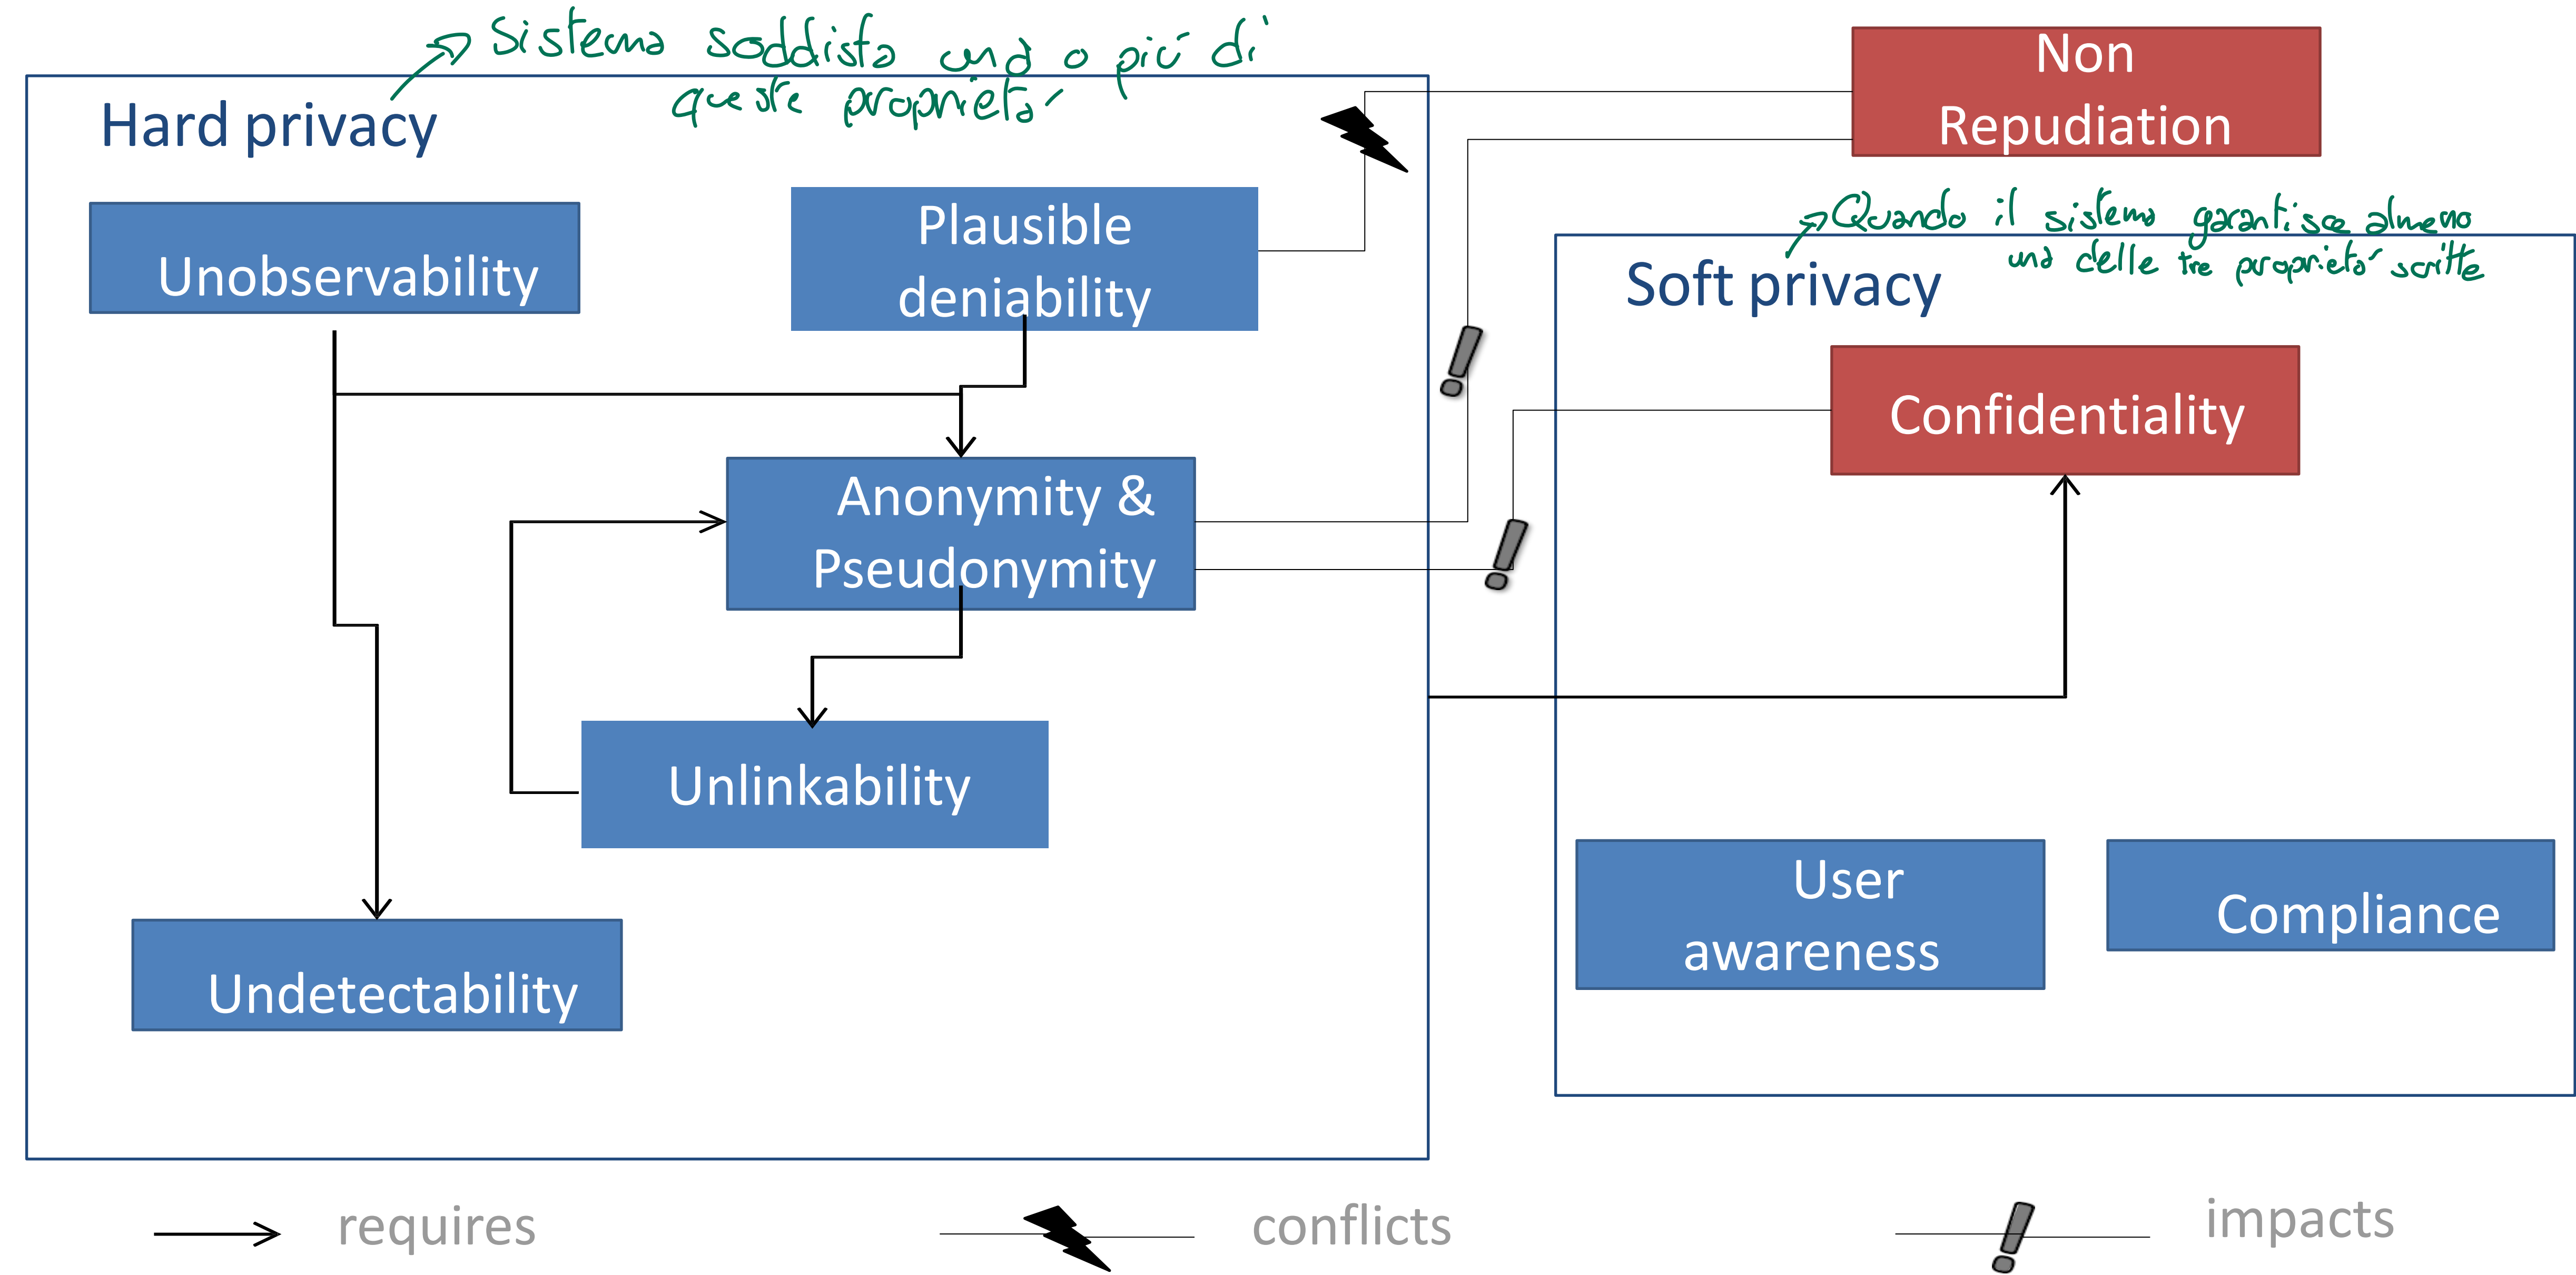 Sistema soddisfa una o più di
queste proprietà
Hard privacy
Non
Repudiation
Unobservability
Plausible
deniability
Quando il sistema garantisce almeno
una delle tre proprietà scritte
Soft privacy
Confidentiality
Anonymity &
Pseudonymity
Unlinkability
User
awareness
Compliance
Undetectability
requires
conflicts
impacts